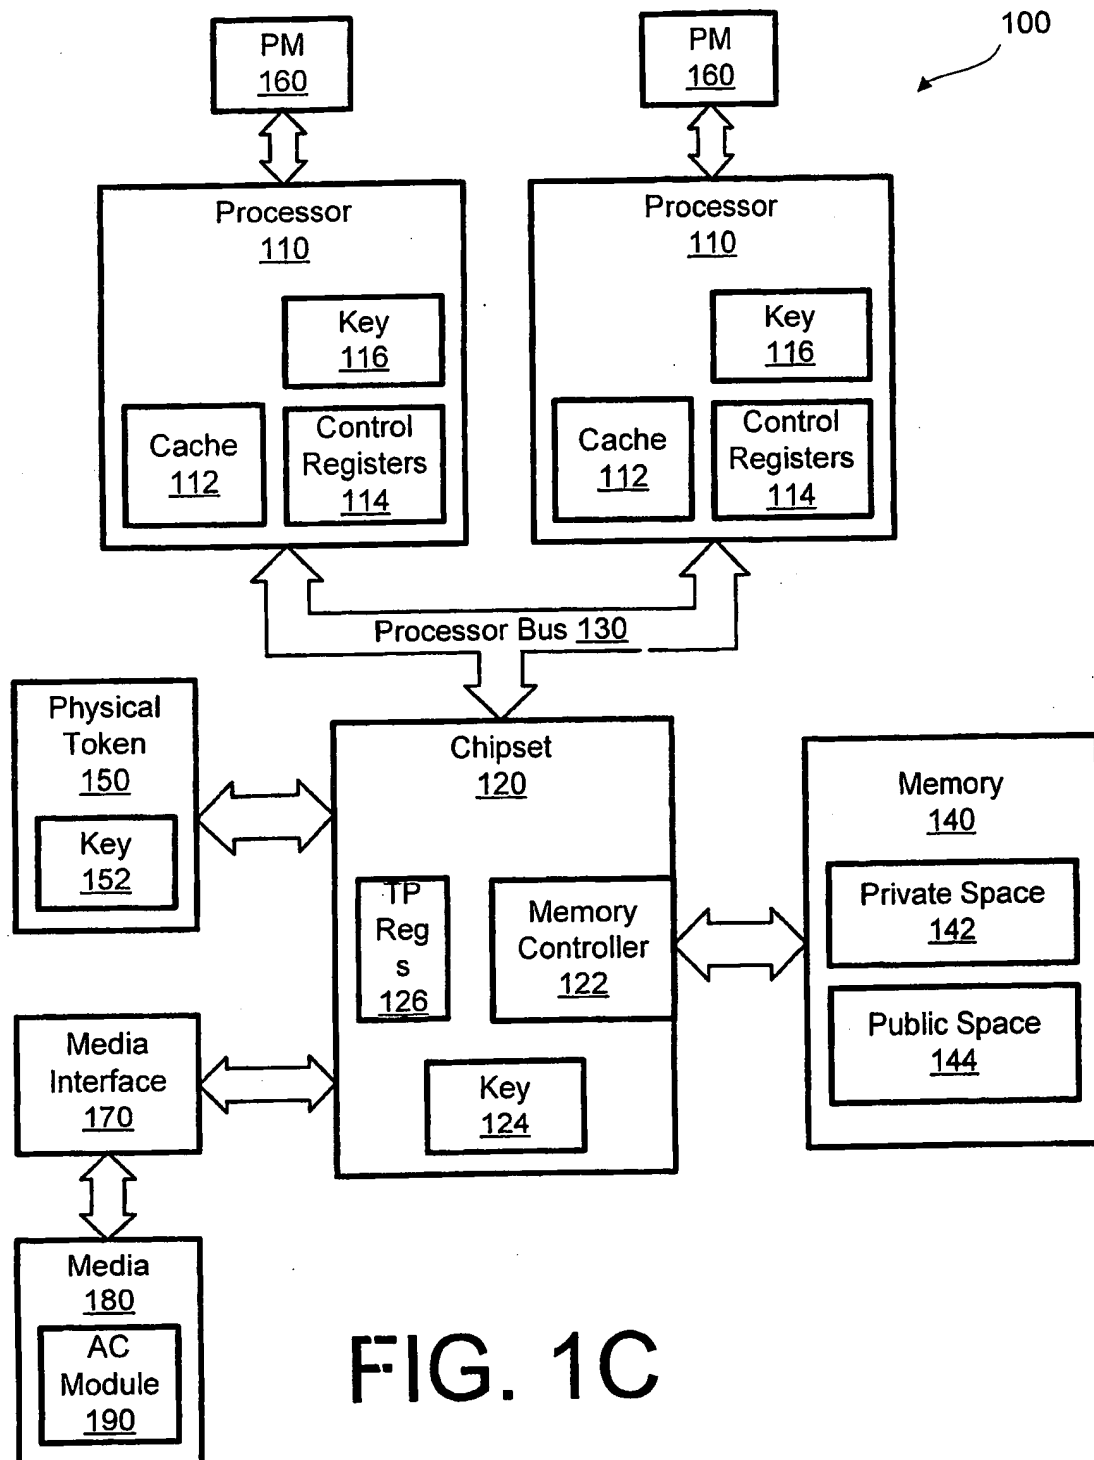 100
PM
160
PM
160
Processor
110
Key
116
Cache
112
Control
Registers
114
Processor
110
Key
116
Cache
112
Control
Registers
114
Processor Bus 130
Physical
Token
150
Key
152
Chipset
120
TP
Reg
s
126
Memory
Controller
122
Key
124
Memory
140
Private Space
142
Public Space
144
Media
Interface
170
Media
180
AC
Module
190
FIG. 1C